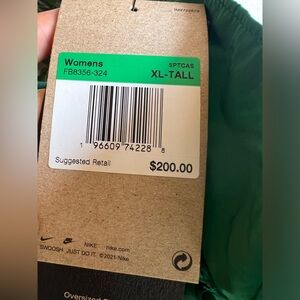 Womens SPTCAS
FB8356-324 XL-TALL
1 96609 74228 8
Suggested Retail
$200.00
NIKE nike.com
SWOOSH JUST DO IT ©2021 Nike
Oversized